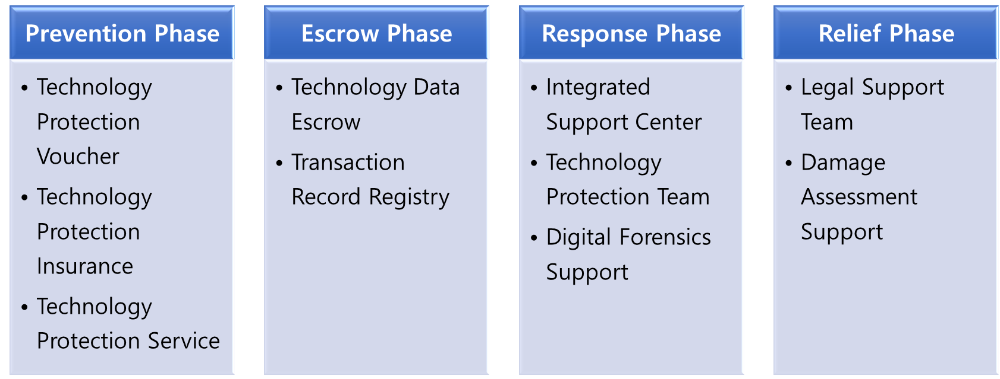 Prevention Phase
• Technology
Protection
Voucher
• Technology
Protection
Insurance
• Technology
Protection Service
Escrow Phase
• Technology Data
Escrow
• Transaction
Record Registry
Response Phase
• Integrated
Support Center
• Technology
Protection Team
• Digital Forensics
Support
Relief Phase
• Legal Support
Team
• Damage
Assessment
Support